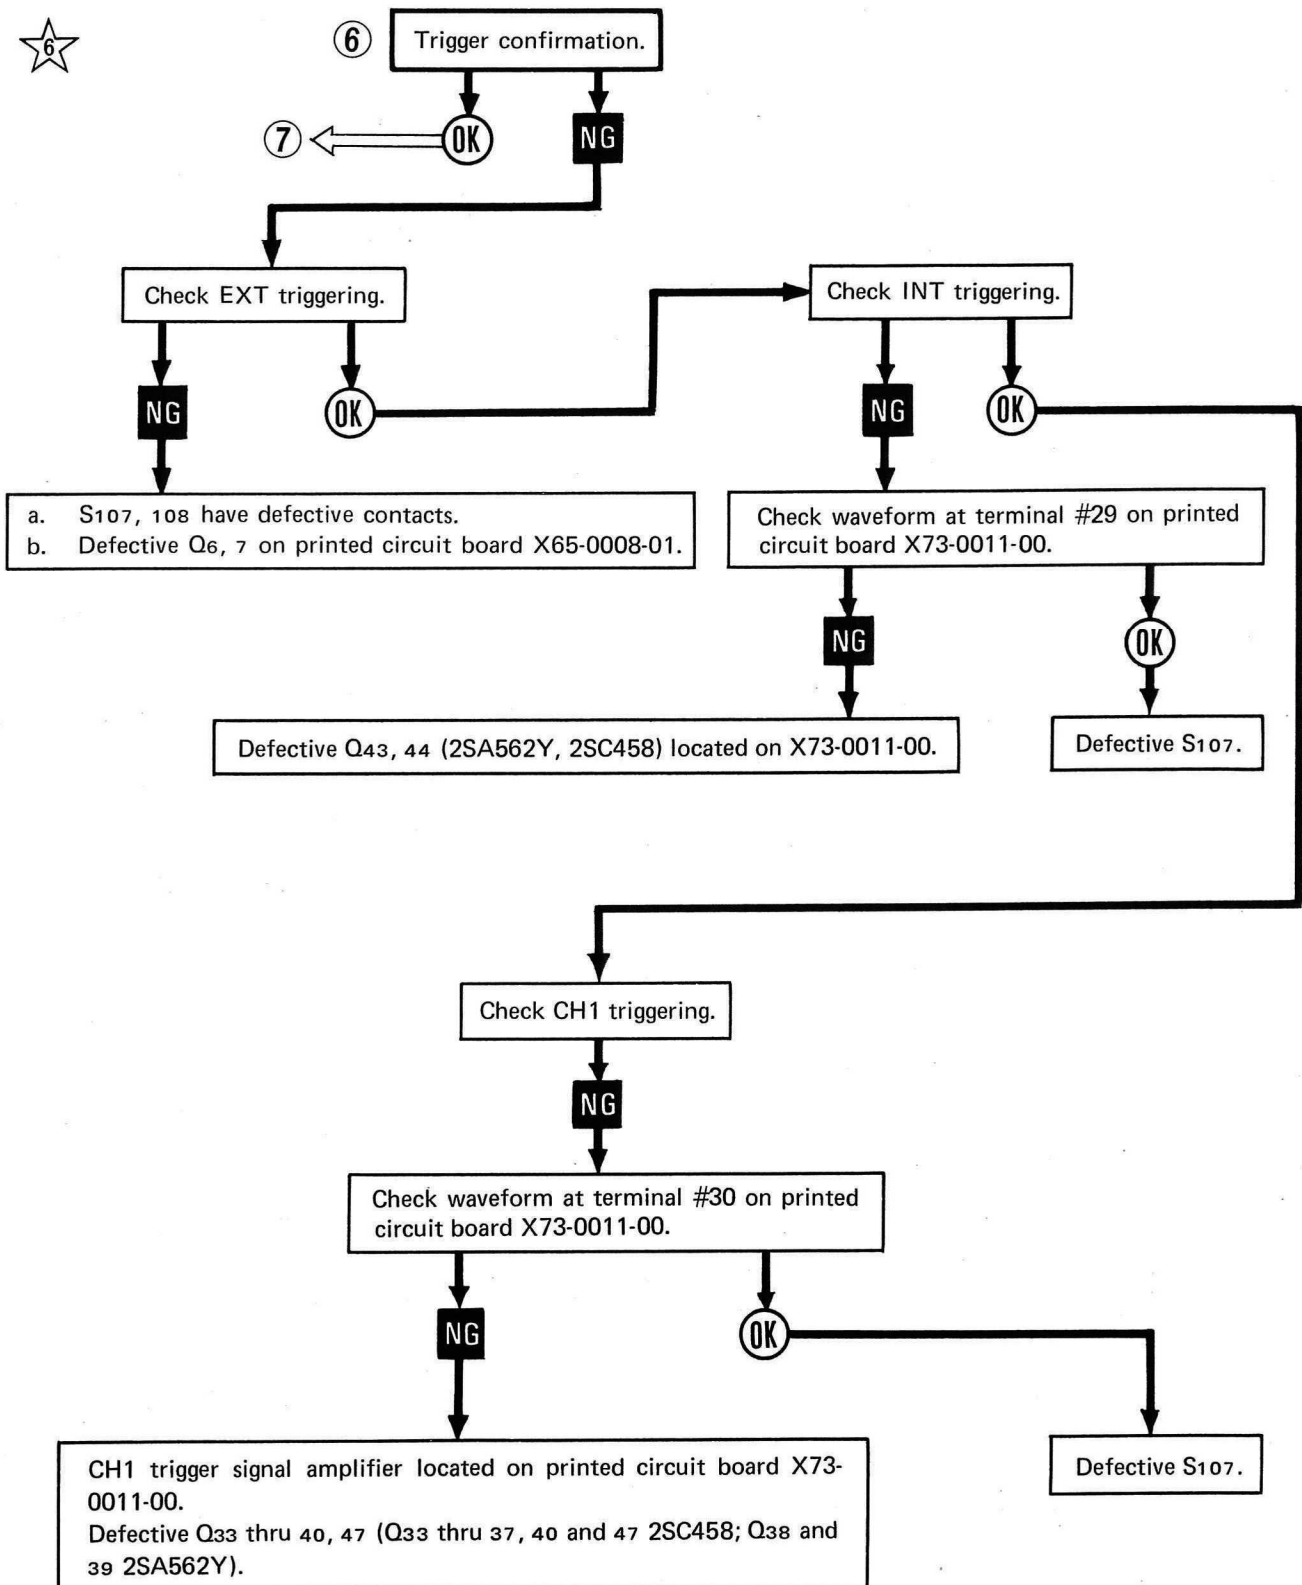 6
⑥ Trigger confirmation.
⑦ OK NG
Check EXT triggering.
Check INT triggering.
NG OK
NG OK
a. S107, 108 have defective contacts.
b. Defective Q6, 7 on printed circuit board X65-0008-01.
Check waveform at terminal #29 on printed
circuit board X73-0011-00.
NG OK
Defective Q43, 44 (2SA562Y, 2SC458) located on X73-0011-00.
Defective S107.
Check CH1 triggering.
NG
Check waveform at terminal #30 on printed
circuit board X73-0011-00.
NG OK
CH1 trigger signal amplifier located on printed circuit board X73-
0011-00.
Defective Q33 thru 40, 47 (Q33 thru 37, 40 and 47 2SC458; Q38 and
39 2SA562Y).
Defective S107.